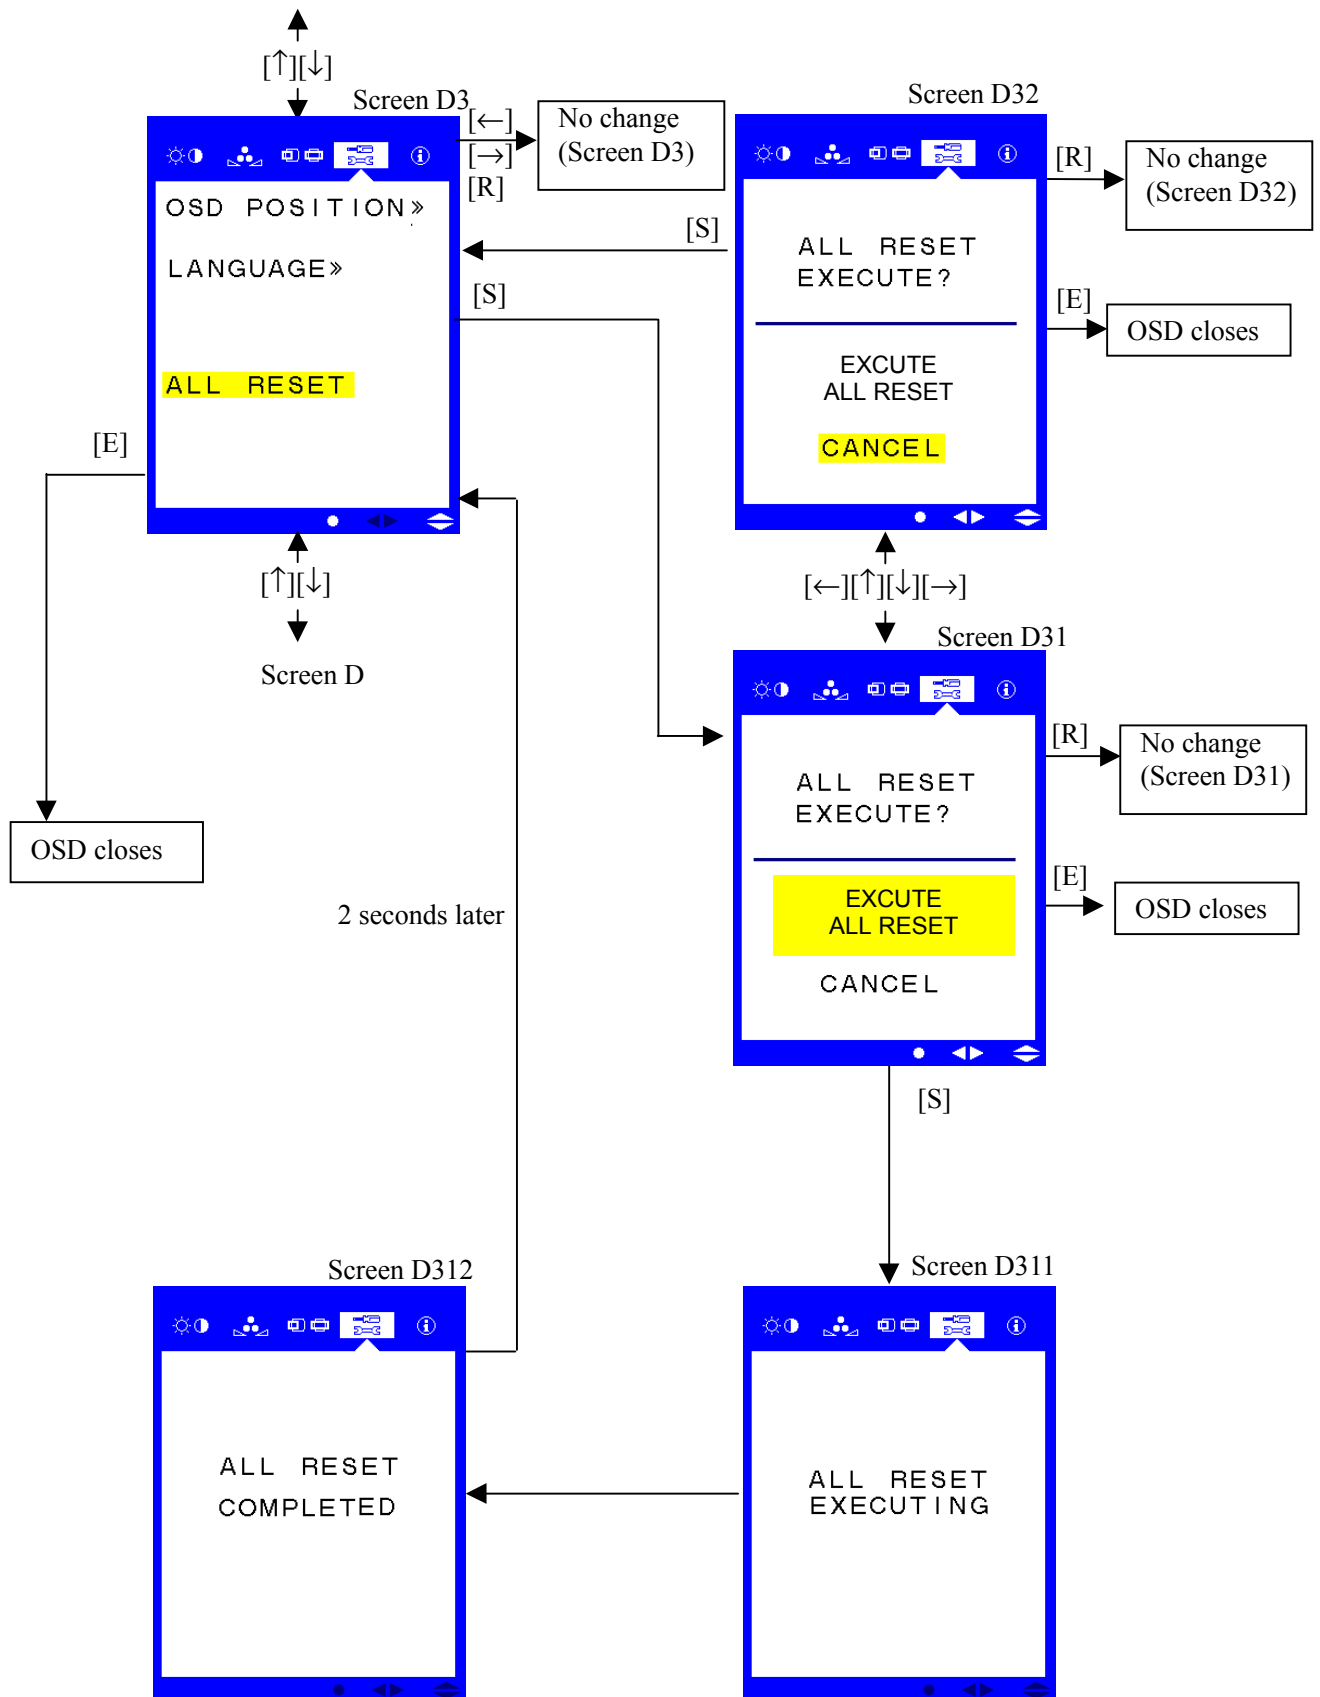 [↑][↓]
Screen D3
[←]
[→]
[R]
No change
(Screen D3)
OSD POSITION»
LANGUAGE»
ALL RESET
[S]
[S]
[E]
OSD closes
[↑][↓]
Screen D
Screen D32
ALL RESET
EXECUTE?
EXCUTE
ALL RESET
CANCEL
[R]
No change
(Screen D32)
[E]
OSD closes
[←][↑][↓][→]
Screen D31
ALL RESET
EXECUTE?
EXCUTE
ALL RESET
CANCEL
[R]
No change
(Screen D31)
[E]
OSD closes
2 seconds later
[S]
Screen D312
ALL RESET
COMPLETED
Screen D311
ALL RESET
EXECUTING